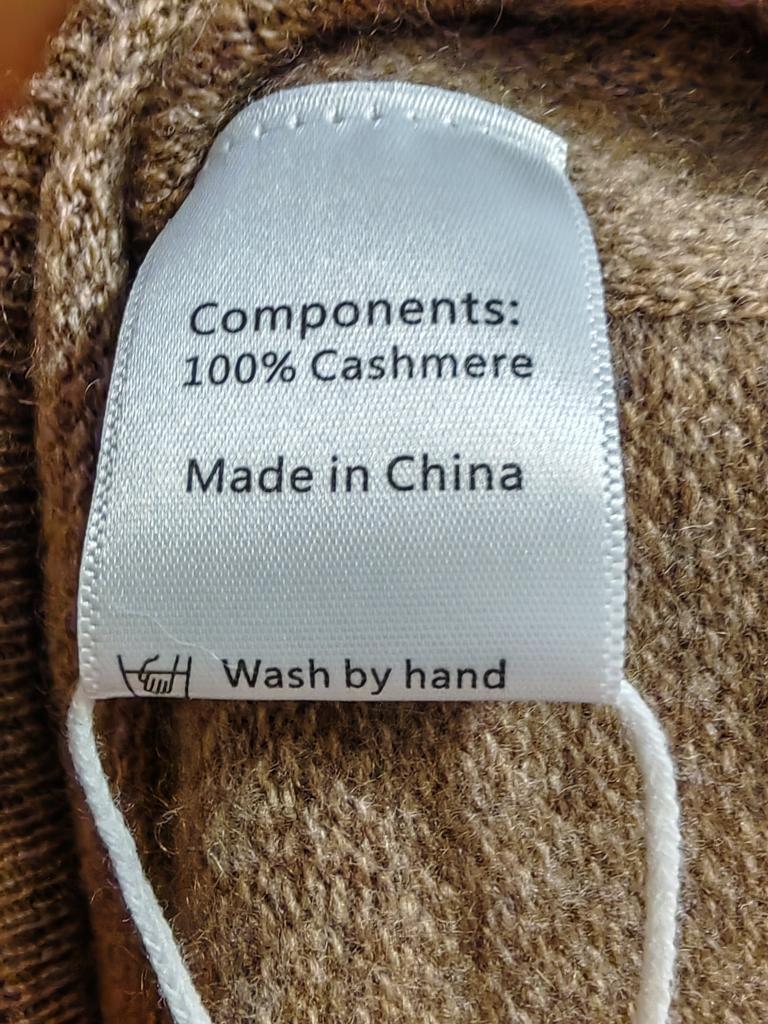 Components:
100% Cashmere
Made in China
Wash by hand